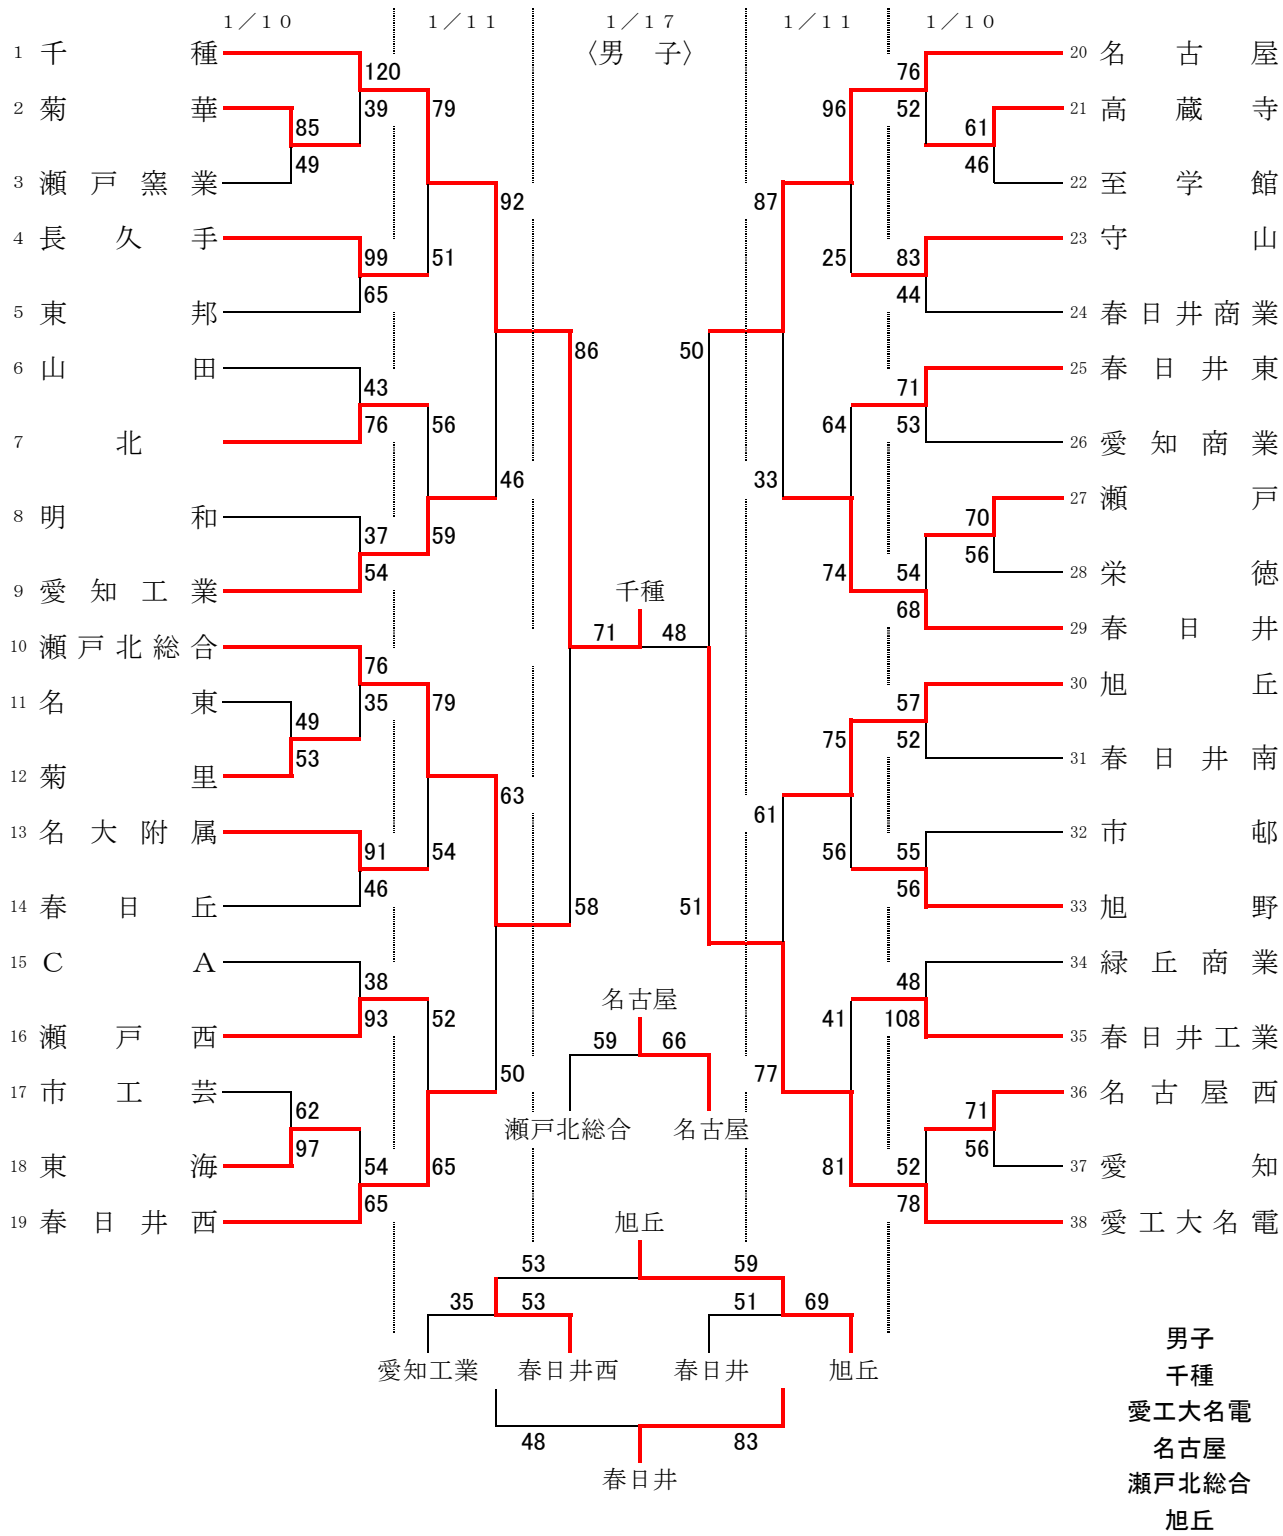 1／10 1／11 1／17 1／11 1／10
〈男 子〉
1 千種
2 菊華
3 瀬戸窯業
4 長久手
5 東邦
6 山田
7 北
8 明和
9 愛知工業
10 瀬戸北総合
11 名東
12 菊里
13 名大附属
14 春日丘
15 ＣＡ
16 瀬戸西
17 市工芸
18 東海
19 春日井西
120
39
85
49
99
65
43
76
37
54
76
35
49
53
91
46
38
93
62
97
54
65
79
51
56
59
79
54
52
65
92
46
63
50
86
58
千種
71 48
50
51
87
33
61
77
96
25
64
74
75
56
41
81
76
52
61
46
83
44
71
53
70
56
54
68
57
52
55
56
48
108
71
56
52
78
20 名古屋
21 高蔵寺
22 至学館
23 守山
24 春日井商業
25 春日井東
26 愛知商業
27 瀬戸
28 栄徳
29 春日井
30 旭丘
31 春日井南
32 市邨
33 旭野
34 緑丘商業
35 春日井工業
36 名古屋西
37 愛知
38 愛工大名電
名古屋
59 66
瀬戸北総合 名古屋
旭丘
53 59
35 53 51 69
愛知工業 春日井西 春日井 旭丘
48 83
春日井
男子
千種
愛工大名電
名古屋
瀬戸北総合
旭丘